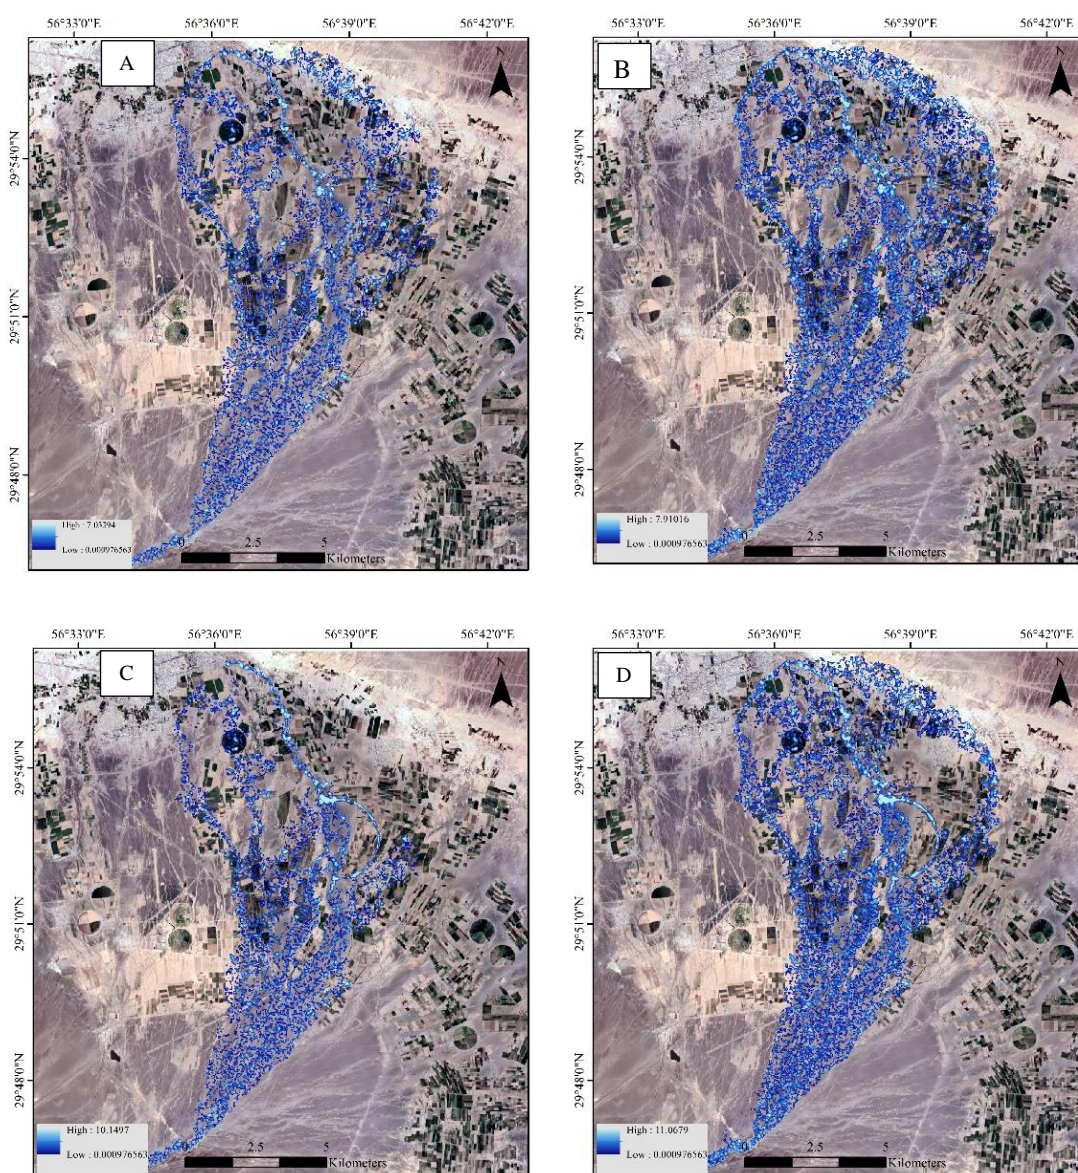 56°33'0"E 56°36'0"E 56°39'0"E 56°42'0"E
A
N
29°54'0"N
29°51'0"N
29°48'0"N
High : 7.03294
Low : 0.000976563
0 2.5 5
Kilometers
56°33'0"E 56°36'0"E 56°39'0"E 56°42'0"E
B
N
29°54'0"N
29°51'0"N
29°48'0"N
High : 7.91016
Low : 0.000976563
0 2.5 5
Kilometers
56°33'0"E 56°36'0"E 56°39'0"E 56°42'0"E
C
N
29°54'0"N
29°51'0"N
29°48'0"N
High : 10.1497
Low : 0.000976563
0 2.5 5
Kilometers
56°33'0"E 56°36'0"E 56°39'0"E 56°42'0"E
D
N
29°54'0"N
29°51'0"N
29°48'0"N
High : 11.0679
Low : 0.000976563
0 2.5 5
Kilometers